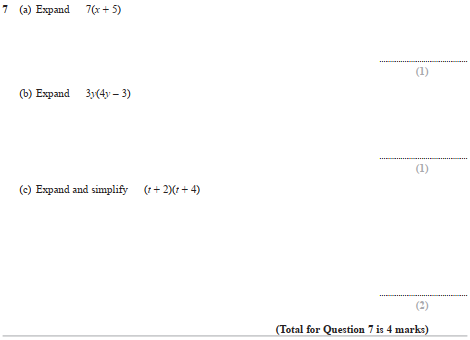 7 (a) Expand 7(x + 5)
(1)
(b) Expand 3y(4y – 3)
(1)
(c) Expand and simplify (t + 2)(t + 4)
(2)
(Total for Question 7 is 4 marks)